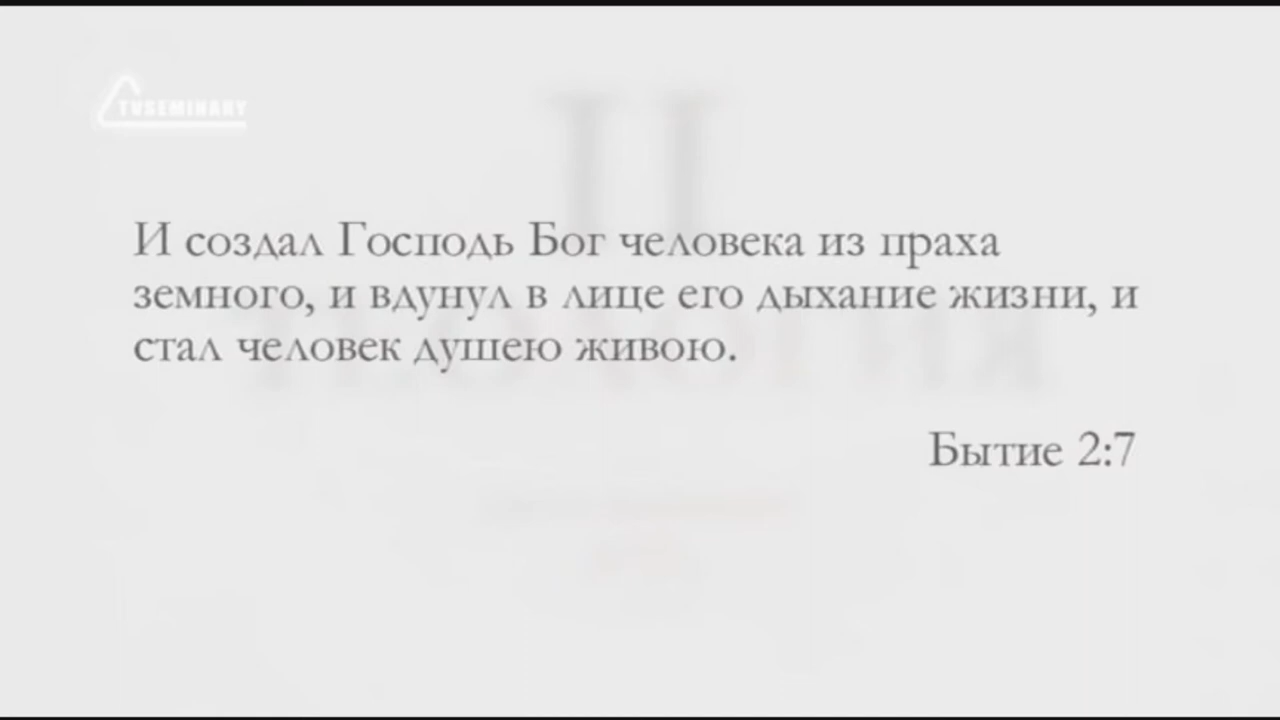 TUSEMINARY
И создал Господь Бог человека из праха
земного, и вдунул в лице его дыхание жизни, и
стал человек душею живою.
Бытие 2:7